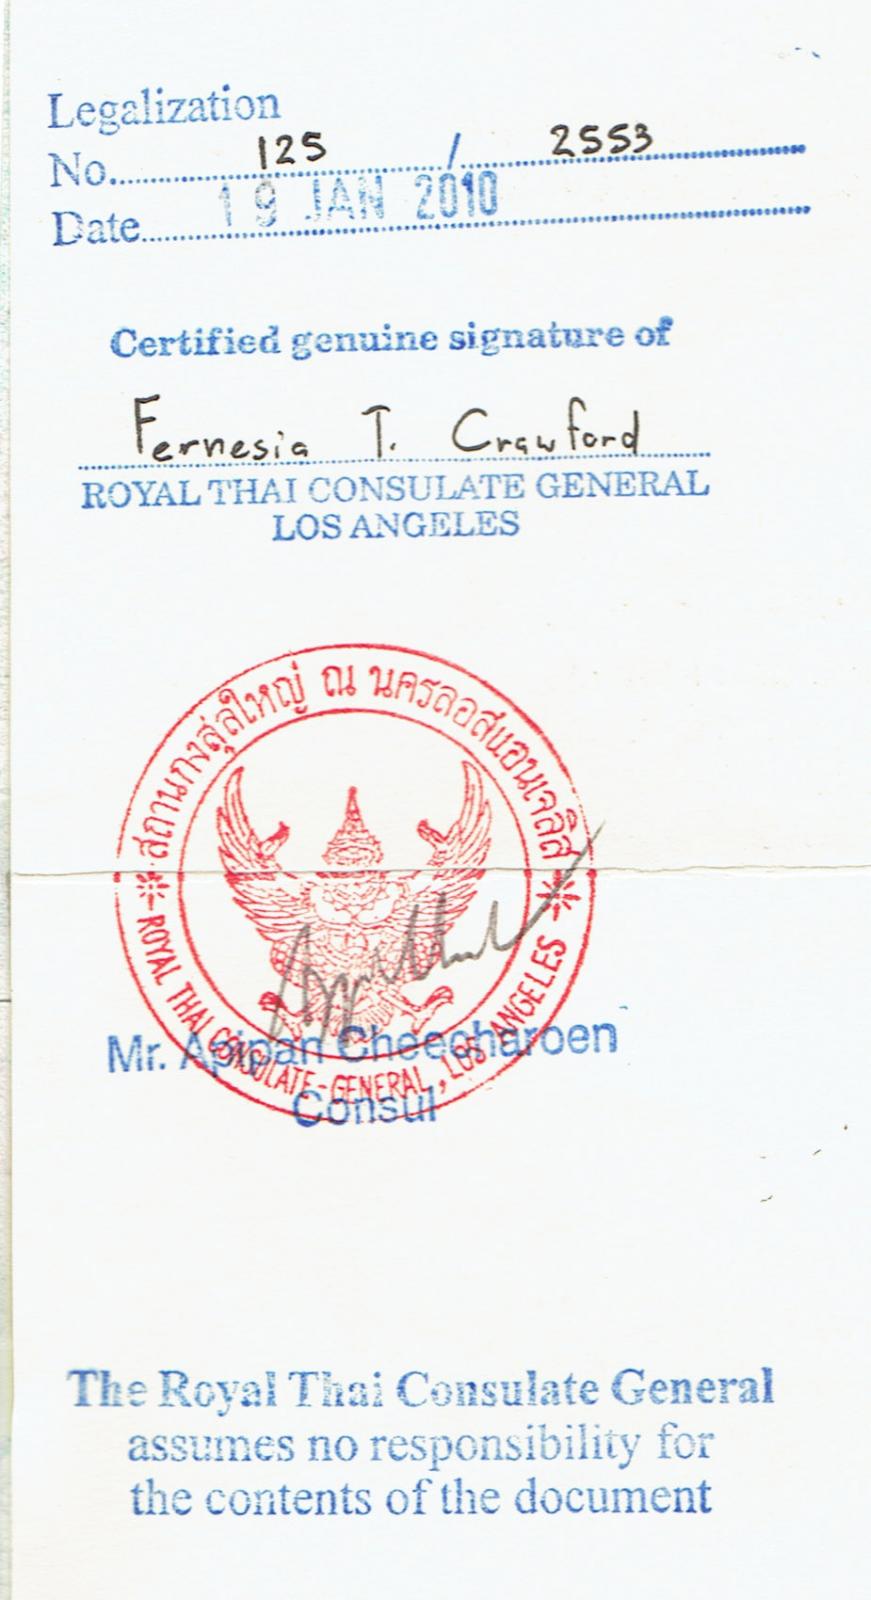 Legalization
No. 125 / 2553
Date 19 JAN 2010
Certified genuine signature of
Fernesia T. Crawford
ROYAL THAI CONSULATE GENERAL
LOS ANGELES
สถานกงสุลใหญ่ ณ นครลอสแอนเจลิส
ROYAL THAI CONSULATE-GENERAL, LOS ANGELES
Mr. Apipan Cheecharoen
Consul
The Royal Thai Consulate General
assumes no responsibility for
the contents of the document